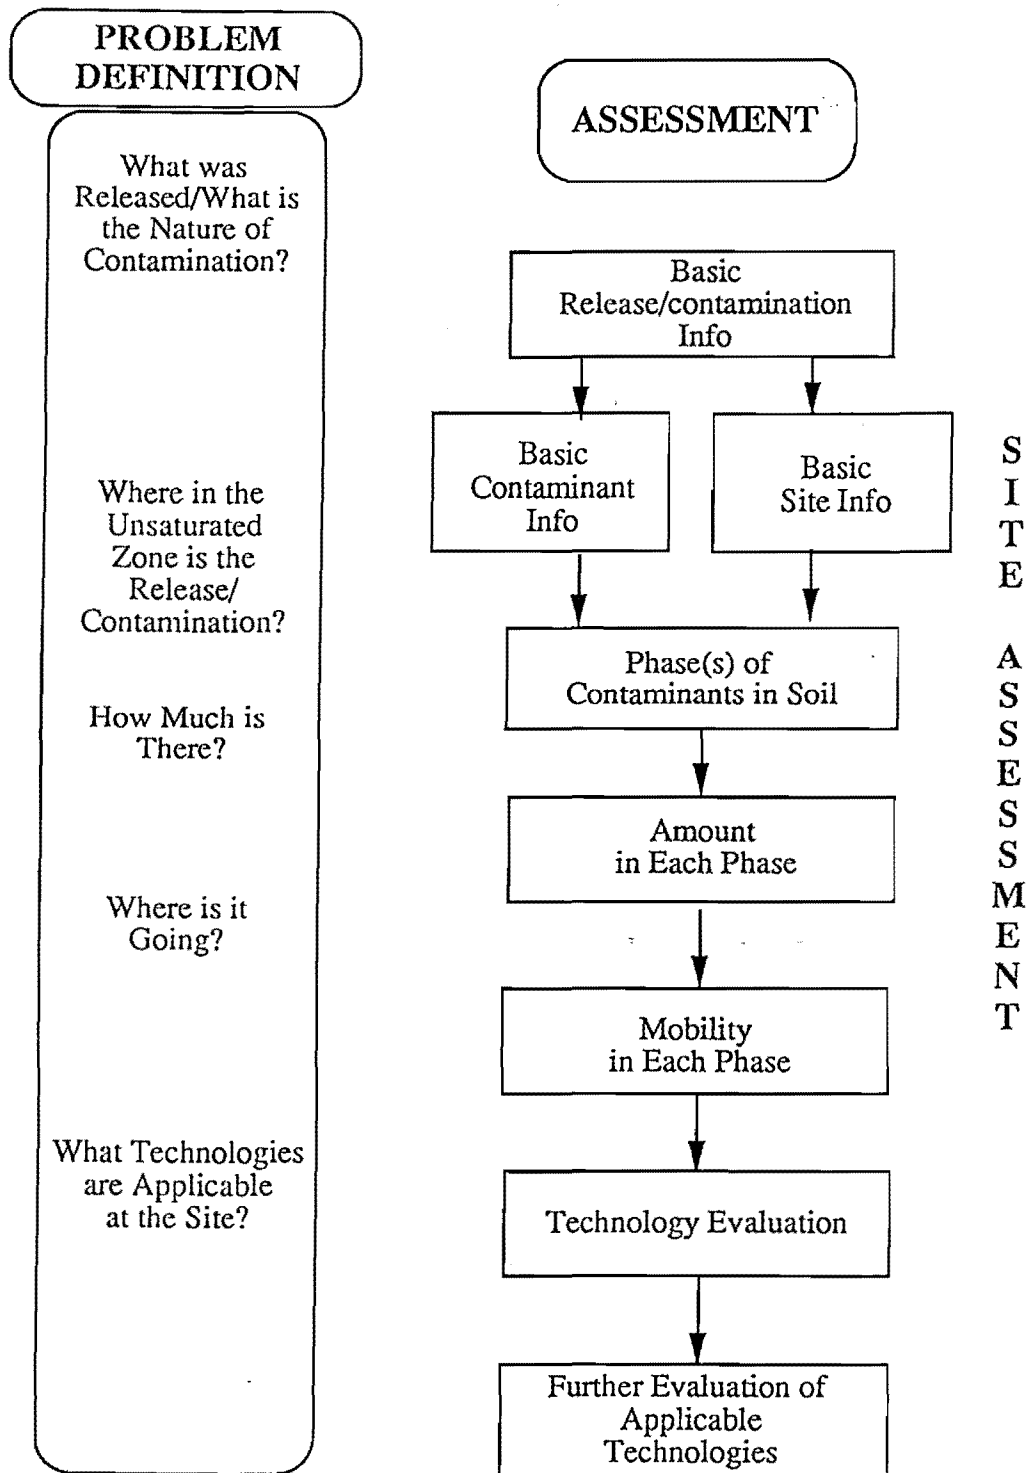 PROBLEM
DEFINITION
What was
Released/What is
the Nature of
Contamination?
Where in the
Unsaturated
Zone is the
Release/
Contamination?
How Much is
There?
Where is it
Going?
What Technologies
are Applicable
at the Site?
ASSESSMENT
Basic
Release/contamination
Info
Basic
Contaminant
Info
Basic
Site Info
Phase(s) of
Contaminants in Soil
Amount
in Each Phase
Mobility
in Each Phase
Technology Evaluation
Further Evaluation of
Applicable
Technologies
SITE ASSESSMENT